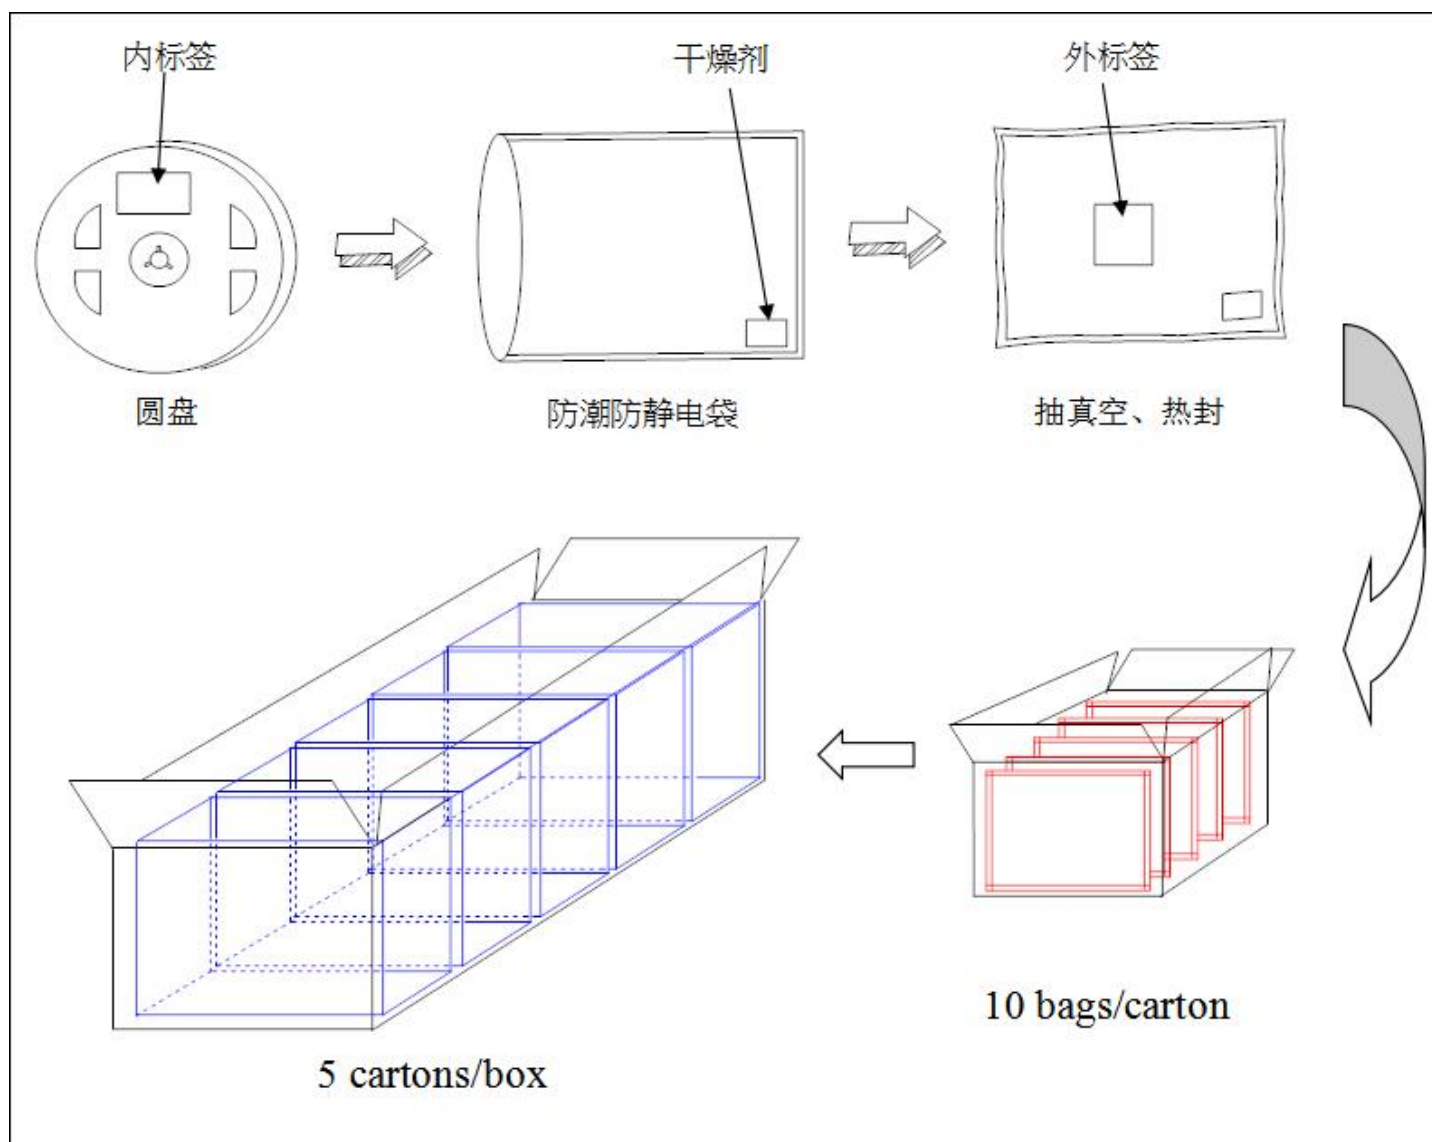 内标签
干燥剂
外标签
圆盘
防潮防静电袋
抽真空、热封
10 bags/carton
5 cartons/box